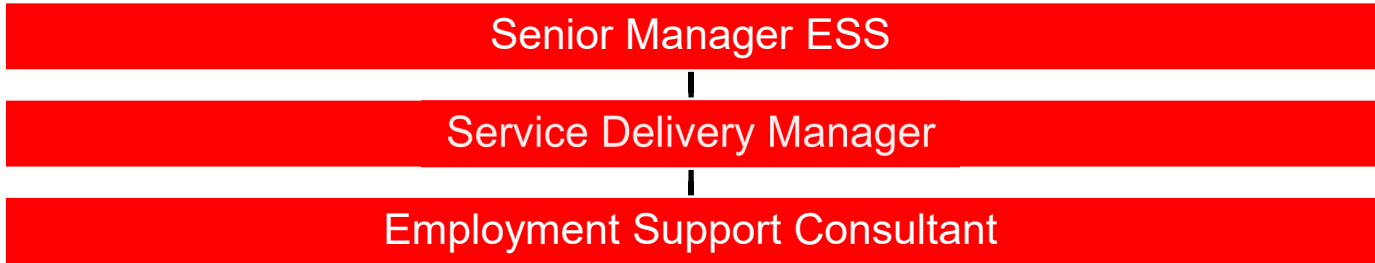 Senior Manager ESS
Service Delivery Manager
Employment Support Consultant